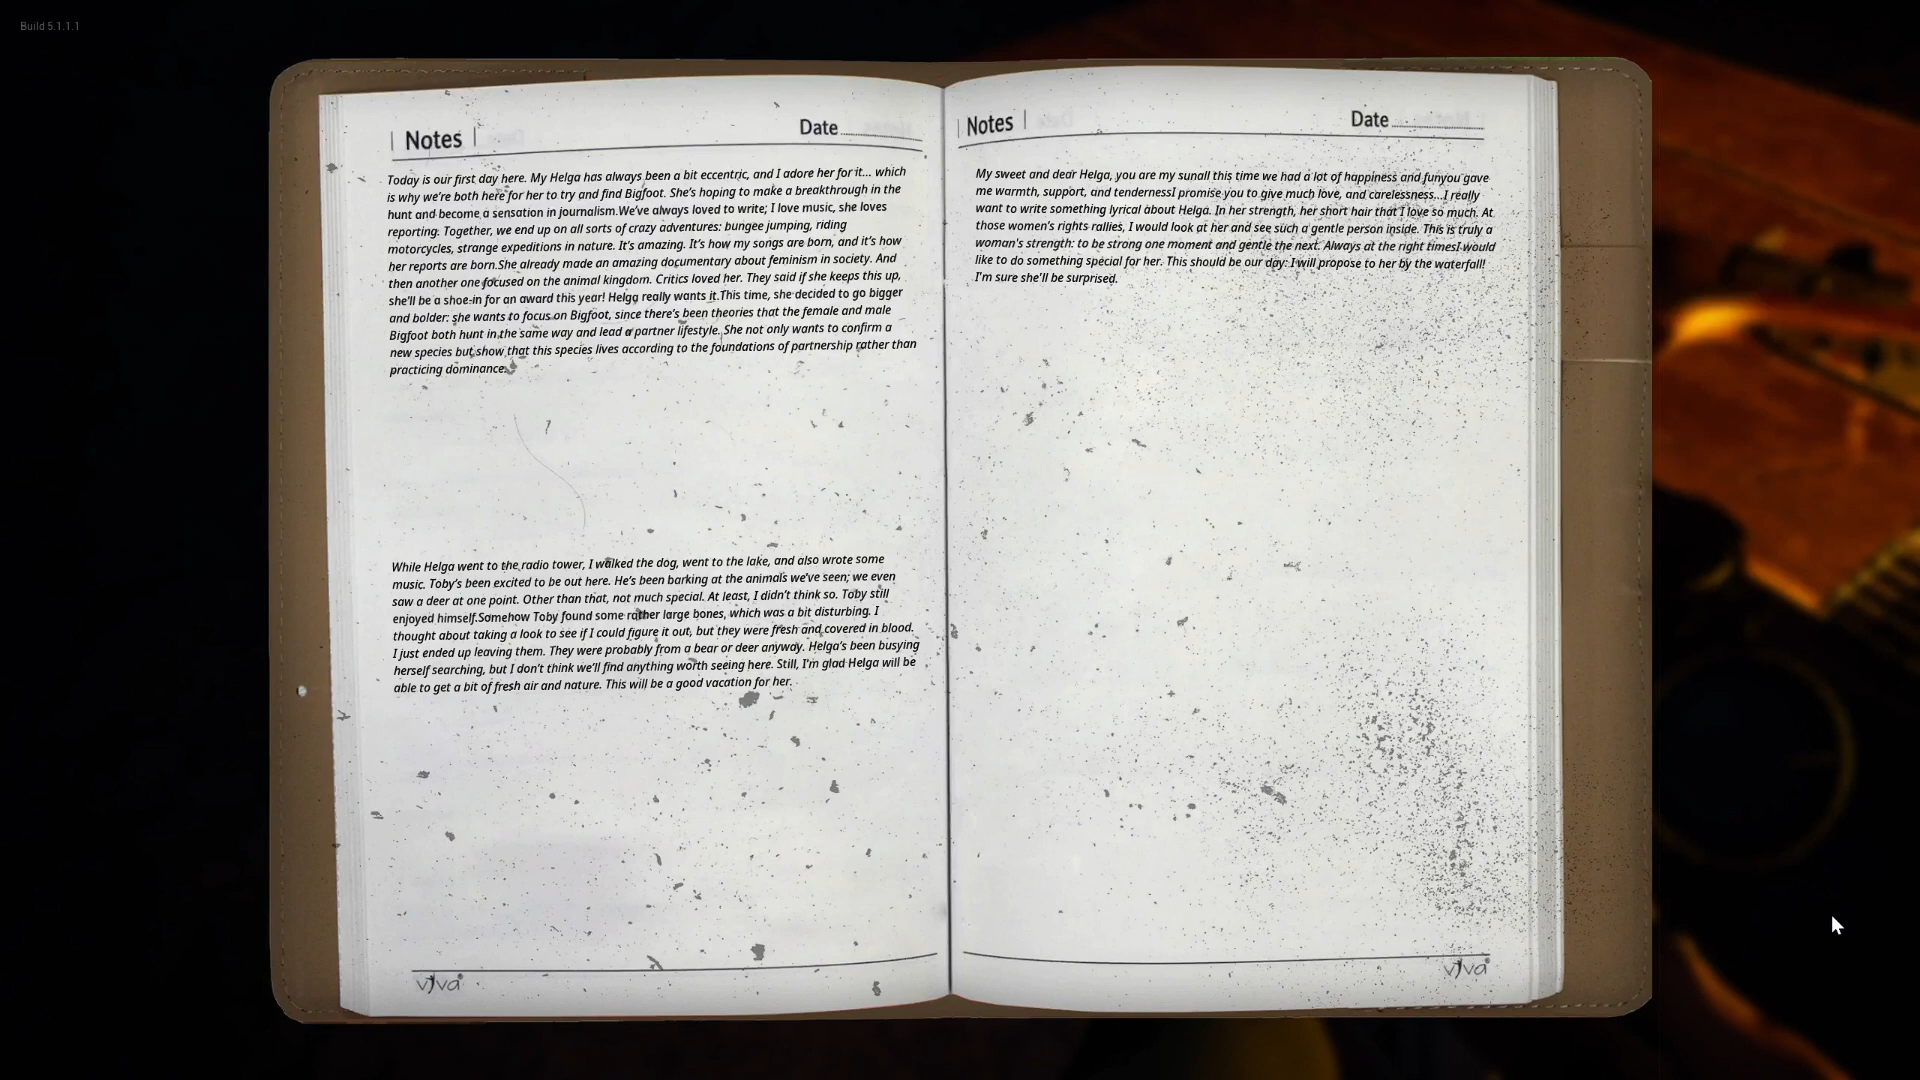 Build 5.1.1.1
Notes
Date
Today is our first day here. My Helga has always been a bit eccentric, and I adore her for it... which
is why we're both here for her to try and find Bigfoot. She's hoping to make a breakthrough in the
hunt and become a sensation in journalism.We've always loved to write; I love music, she loves
reporting. Together, we end up on all sorts of crazy adventures: bungee jumping, riding
motorcycles, strange expeditions in nature. It's amazing. It's how my songs are born, and it's how
her reports are born.She already made an amazing documentary about feminism in society. And
then another one focused on the animal kingdom. Critics loved her. They said if she keeps this up,
she'll be a shoe-in for an award this year! Helga really wants it.This time, she decided to go bigger
and bolder: she wants to focus on Bigfoot, since there's been theories that the female and male
Bigfoot both hunt in the same way and lead a partner lifestyle. She not only wants to confirm a
new species but show that this species lives according to the foundations of partnership rather than
practicing dominance.
While Helga went to the radio tower, I walked the dog, went to the lake, and also wrote some
music. Toby's been excited to be out here. He's been barking at the animals we've seen; we even
saw a deer at one point. Other than that, not much special. At least, I didn't think so. Toby still
enjoyed himself.Somehow Toby found some rather large bones, which was a bit disturbing. I
thought about taking a look to see if I could figure it out, but they were fresh and covered in blood.
I just ended up leaving them. They were probably from a bear or deer anyway. Helga's been busying
herself searching, but I don't think we'll find anything worth seeing here. Still, I'm glad Helga will be
able to get a bit of fresh air and nature. This will be a good vacation for her.
viva
Notes
Date
My sweet and dear Helga, you are my sunall this time we had a lot of happiness and funyou gave
me warmth, support, and tendernessI promise you to give much love, and carelessness...I really
want to write something lyrical about Helga. In her strength, her short hair that I love so much. At
those women's rights rallies, I would look at her and see such a gentle person inside. This is truly a
woman's strength: to be strong one moment and gentle the next. Always at the right timesI would
like to do something special for her. This should be our day: I will propose to her by the waterfall!
I'm sure she'll be surprised.
viva